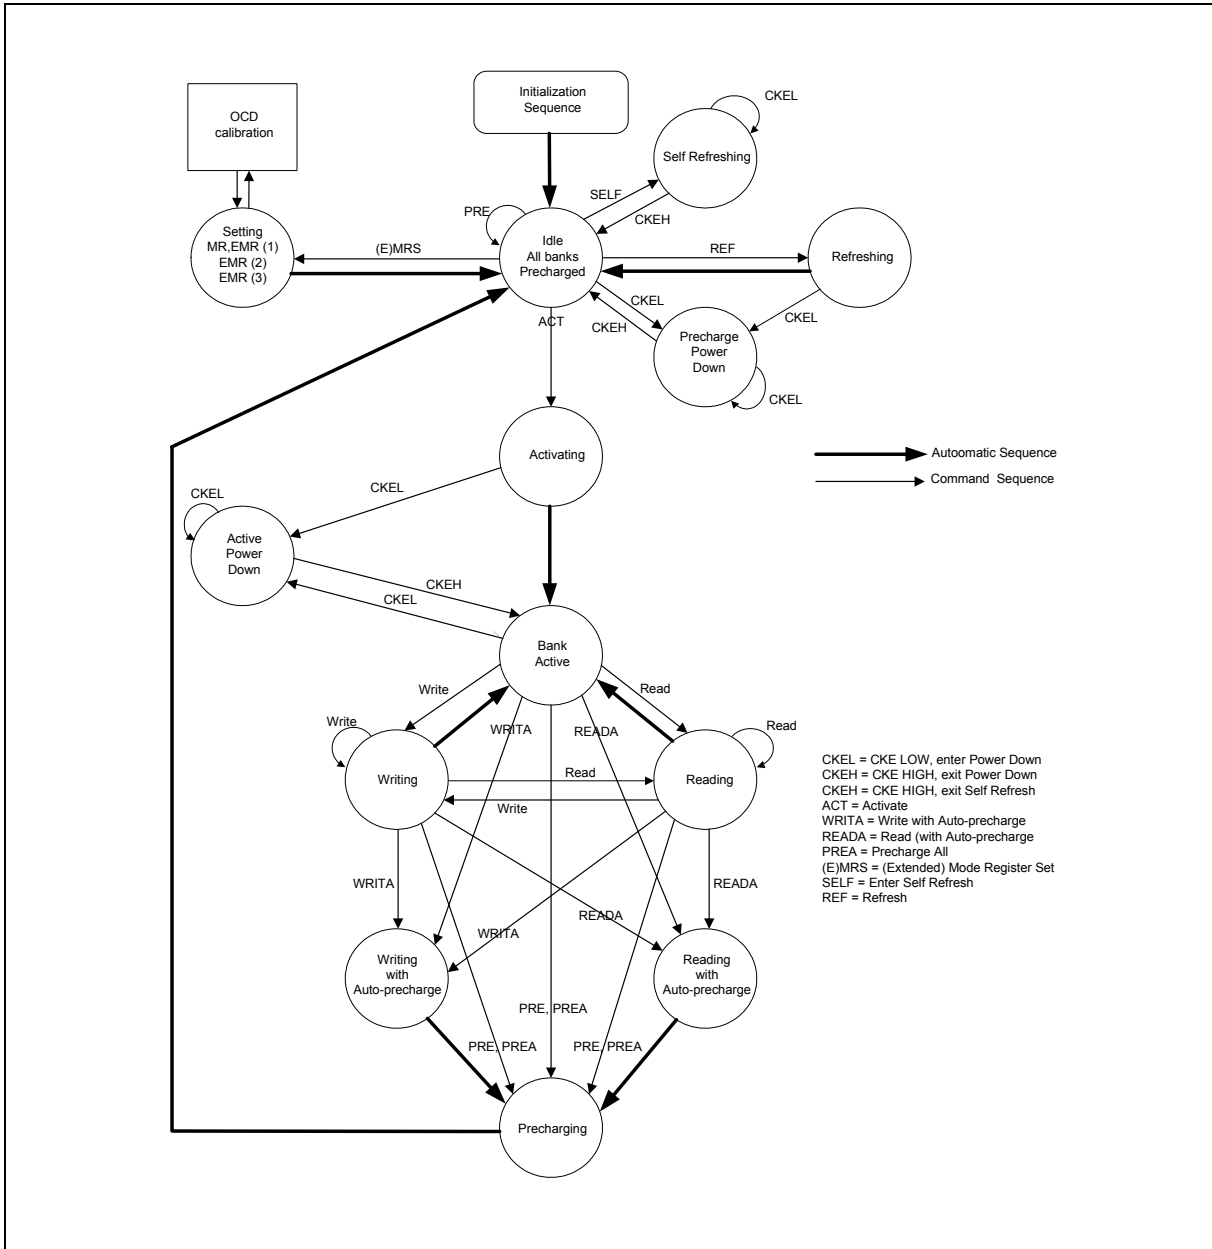 Initialization
Sequence
CKEL
OCD
calibration
Self Refreshing
SELF
CKEH
PRE
Setting
MR,EMR (1)
EMR (2)
EMR (3)
(E)MRS
Idle
All banks
Precharged
REF
Refreshing
CKEL
CKEH
CKEL
ACT
Precharge
Power
Down
CKEL
Activating
Autoomatic Sequence
Command Sequence
CKEL
CKEL
Active
Power
Down
CKEH
CKEL
Bank
Active
Write
Read
Write
WRITA
READA
Read
Writing
Read
Reading
Write
CKEL = CKE LOW, enter Power Down
CKEH = CKE HIGH, exit Power Down
CKEH = CKE HIGH, exit Self Refresh
ACT = Activate
WRITA = Write with Auto-precharge
READA = Read (with Auto-precharge
PREA = Precharge All
(E)MRS = (Extended) Mode Register Set
SELF = Enter Self Refresh
REF = Refresh
WRITA
READA
WRITA
READA
Writing
with
Auto-precharge
Reading
with
Auto-precharge
PRE, PREA
PRE, PREA
PRE, PREA
Precharging